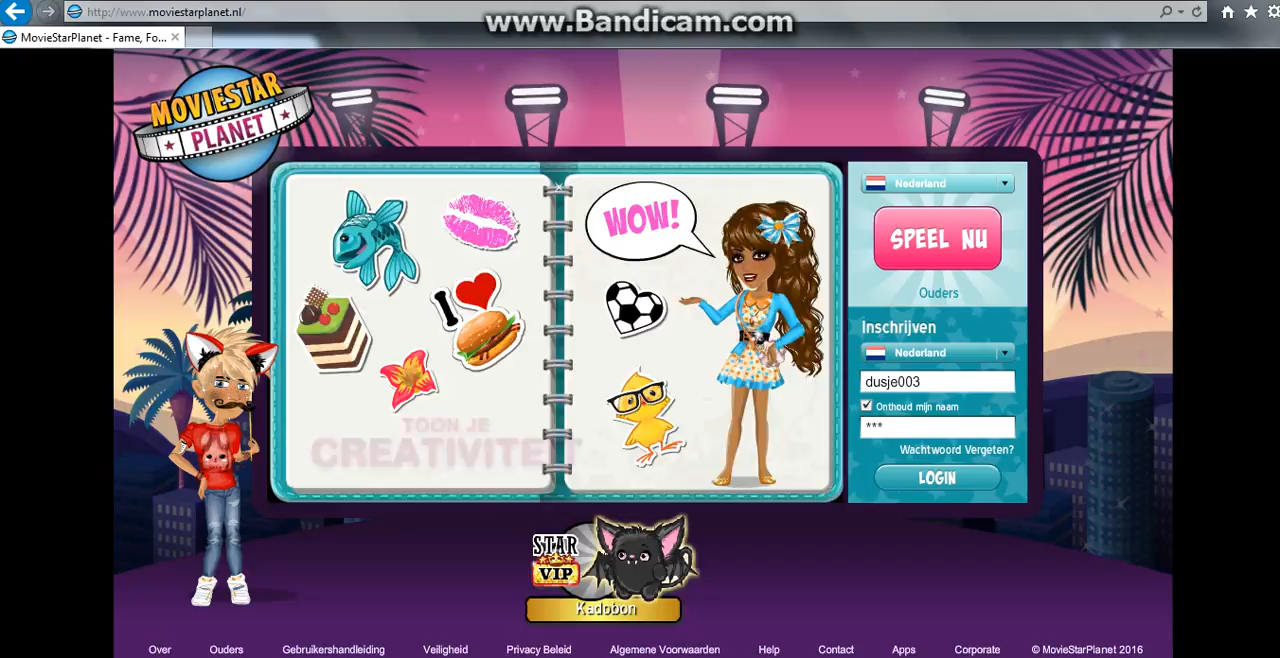 http://www.moviestarplanet.nl/
www.Bandicam.com
MovieStarPlanet - Fame, Fo...
MOVIESTAR
PLANET
WOW!
I
TOON JE
CREATIVITEIT
Nederland
SPEEL NU
Ouders
Inschrijven
Nederland
dusje003
Onthoud mijn naam
***
Wachtwoord Vergeten?
LOGIN
STAR
VIP
Kadobon
Over Ouders Gebruikershandleiding Veiligheid Privacy Beleid Algemene Voorwaarden Help Contact Apps Corporate © MovieStarPlanet 2016